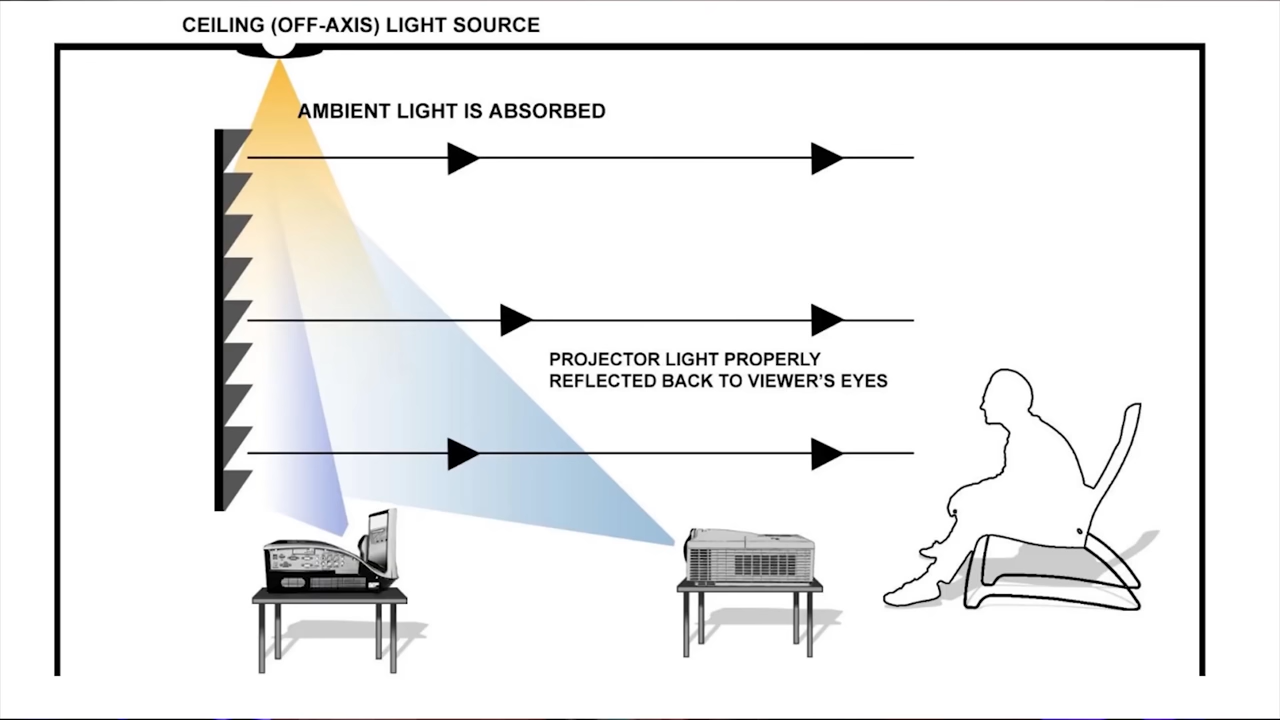 CEILING (OFF-AXIS) LIGHT SOURCE
AMBIENT LIGHT IS ABSORBED
PROJECTOR LIGHT PROPERLY
REFLECTED BACK TO VIEWER'S EYES